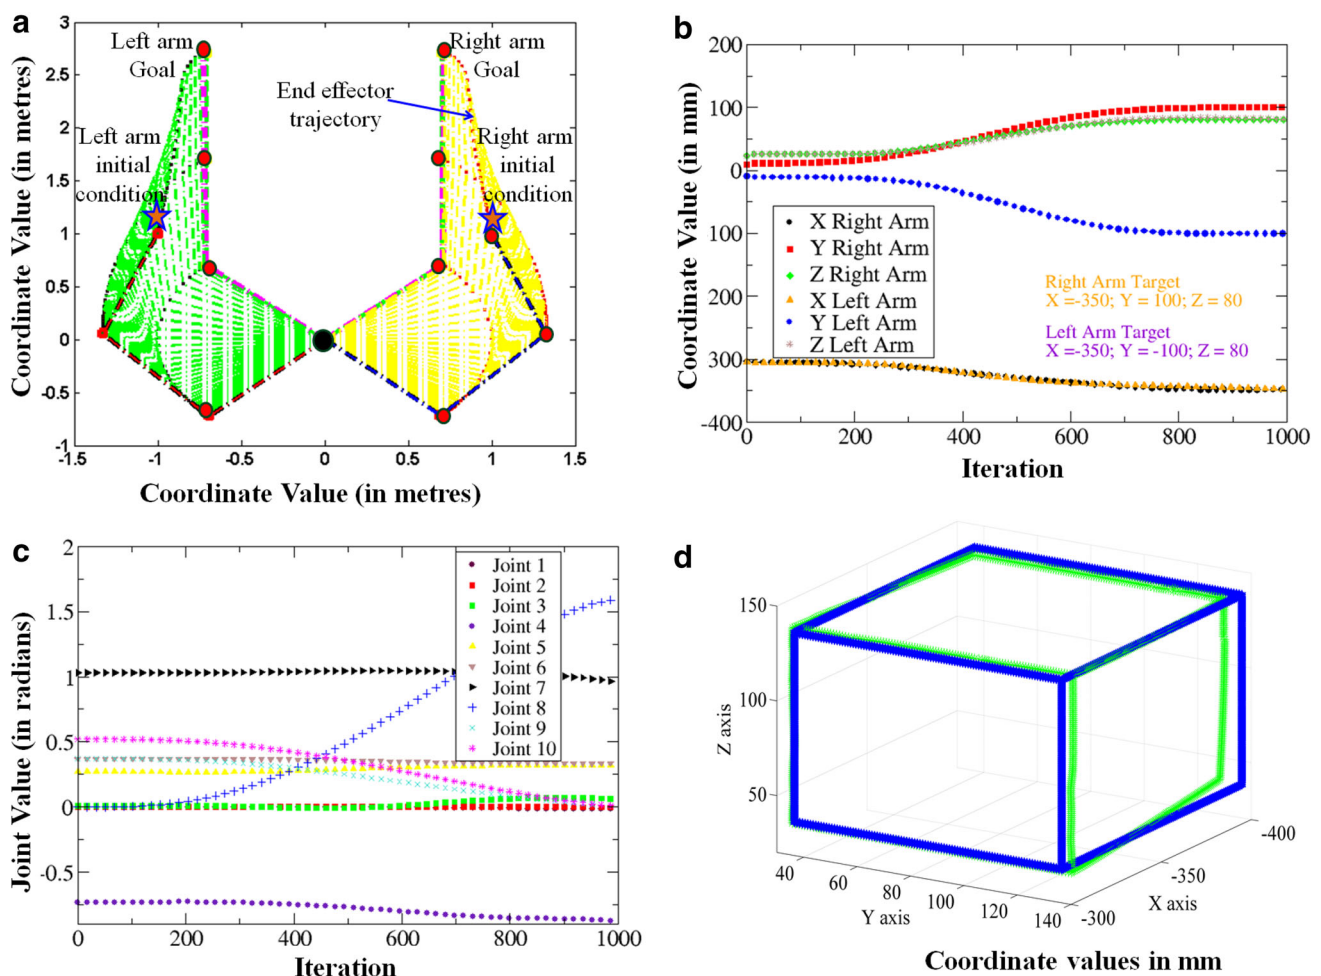 a
Coordinate Value (in metres)
3
2.5
2
1.5
1
0.5
0
-0.5
-1
Left arm
Goal
Right arm
Goal
End effector
trajectory
Left arm
initial
condition
Right arm
initial
condition
-1.5
-1
-0.5
0
0.5
1
1.5
Coordinate Value (in metres)
b
Coordinate Value (in mm)
200
100
0
100
200
300
-400
X Right Arm
Y Right Arm
Z Right Arm
X Left Arm
Y Left Arm
Z Left Arm
Right Arm Target
X =-350; Y = 100; Z = 80
Left Arm Target
X =-350; Y = -100; Z = 80
0
200
400
600
800
1000
Iteration
c
Joint Value (in radians)
2
1.5
1
0.5
0
-0.5
Joint 1
Joint 2
Joint 3
Joint 4
Joint 5
Joint 6
Joint 7
Joint 8
Joint 9
Joint 10
0
200
400
600
800
1000
Iteration
d
Z axis
150
100
50
40
60
80
100
120
140
Y axis
-300
-350
-400
X axis
Coordinate values in mm